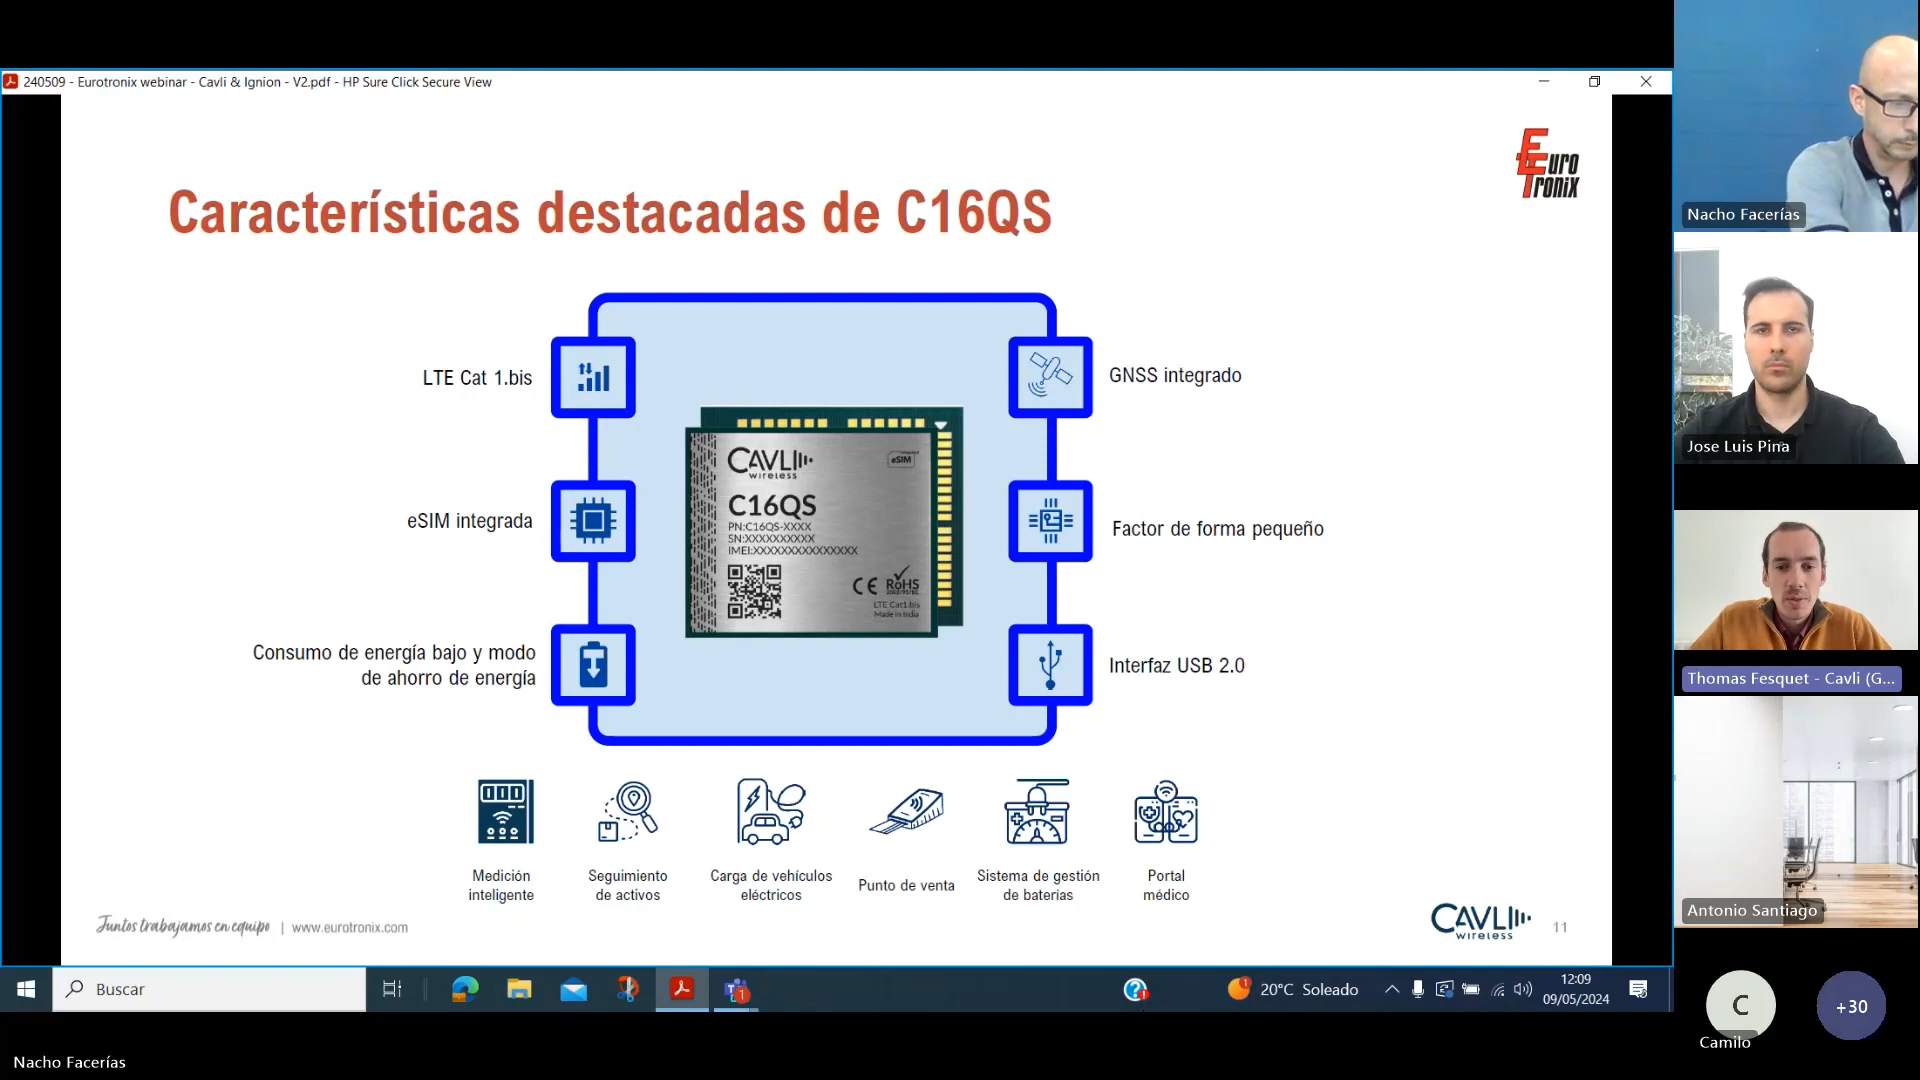 240509 - Eurotronix webinar - Cavli & Ignion - V2.pdf - HP Sure Click Secure View
EURO
TRONIX
Características destacadas de C16QS
LTE Cat 1.bis
GNSS integrado
eSIM integrada
Factor de forma pequeño
Consumo de energía bajo y modo
de ahorro de energía
Interfaz USB 2.0
CAVLI
wireless
eSIM
C16QS
PN:C16QS-XXXX
SN:XXXXXXXXXX
IMEI:XXXXXXXXXXXXXXX
CE RoHS
LTE Cat1.bis
Made in India
Medición
inteligente
Seguimiento
de activos
Carga de vehículos
eléctricos
Punto de venta
Sistema de gestión
de baterías
Portal
médico
Juntos trabajamos en equipo | www.eurotronix.com
CAVLI
wireless
11
Buscar
20°C Soleado
12:09
09/05/2024
Nacho Facerías
Jose Luis Pina
Thomas Fesquet - Cavli (G...
Antonio Santiago
C
Camilo
+30
Nacho Facerías